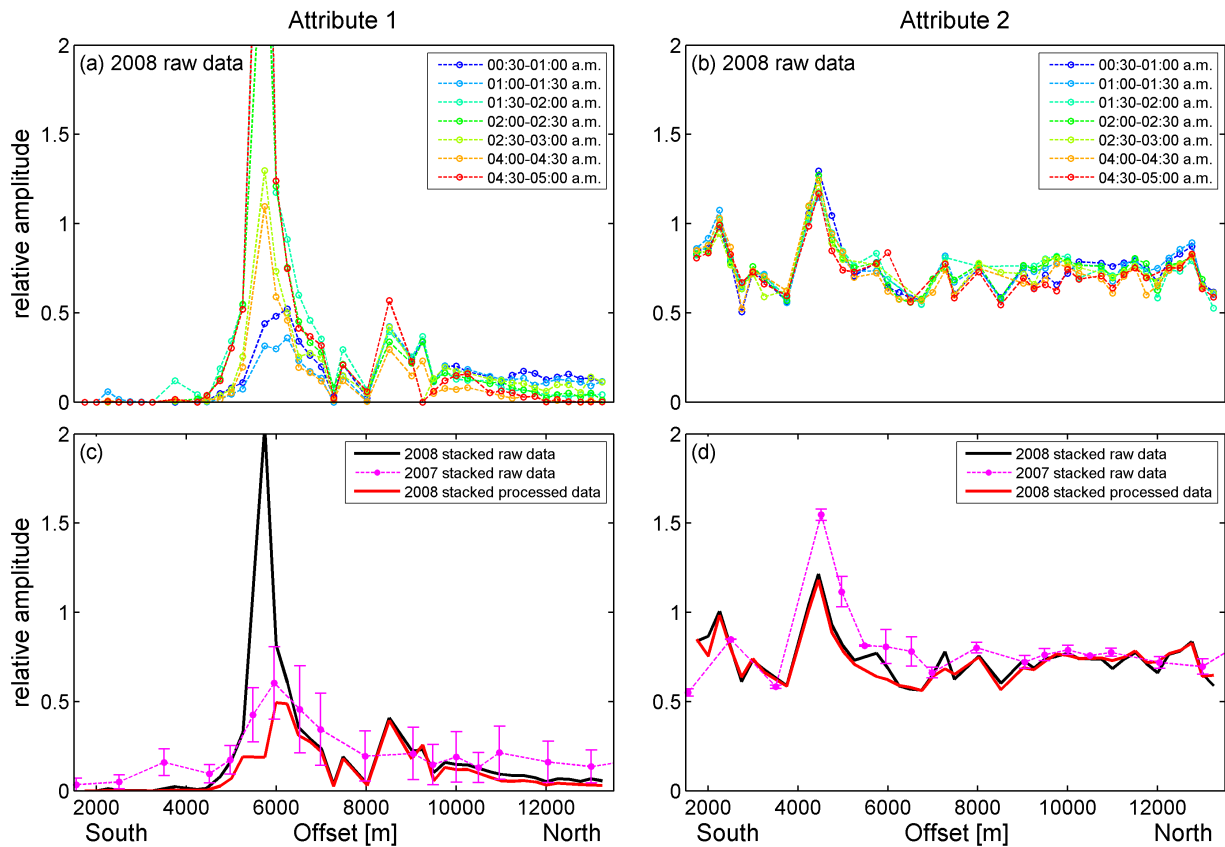 Attribute 1
Attribute 2
relative amplitude
2
1.5
1
0.5
0
(a) 2008 raw data
00:30-01:00 a.m.
01:00-01:30 a.m.
01:30-02:00 a.m.
02:00-02:30 a.m.
02:30-03:00 a.m.
04:00-04:30 a.m.
04:30-05:00 a.m.
2
1.5
1
0.5
0
(b) 2008 raw data
00:30-01:00 a.m.
01:00-01:30 a.m.
01:30-02:00 a.m.
02:00-02:30 a.m.
02:30-03:00 a.m.
04:00-04:30 a.m.
04:30-05:00 a.m.
relative amplitude
2
1.5
1
0.5
0
(c)
2008 stacked raw data
2007 stacked raw data
2008 stacked processed data
2000 4000 6000 8000 10000 12000
South Offset [m] North
2
1.5
1
0.5
0
(d)
2008 stacked raw data
2007 stacked raw data
2008 stacked processed data
2000 4000 6000 8000 10000 12000
South Offset [m] North